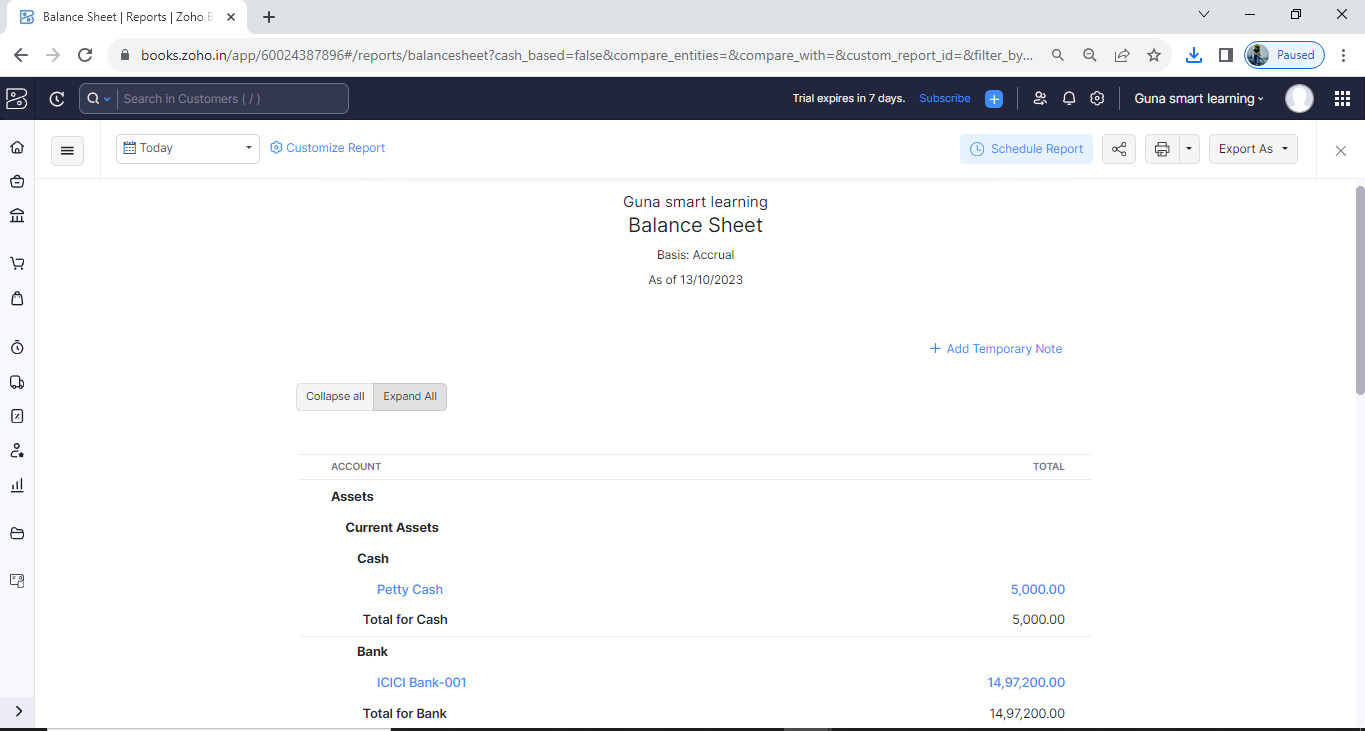 Balance Sheet | Reports | Zoho B
books.zoho.in/app/60024387896#/reports/balancesheet?cash_based=false&compare_entities=&compare_with=&custom_report_id=&filter_by...
Paused
Search in Customers ( / )
Trial expires in 7 days.
Subscribe
Guna smart learning
Today
Customize Report
Schedule Report
Export As
Guna smart learning
Balance Sheet
Basis: Accrual
As of 13/10/2023
+ Add Temporary Note
Collapse all
Expand All
ACCOUNT TOTAL
Assets
Current Assets
Cash
Petty Cash 5,000.00
Total for Cash 5,000.00
Bank
ICICI Bank-001 14,97,200.00
Total for Bank 14,97,200.00